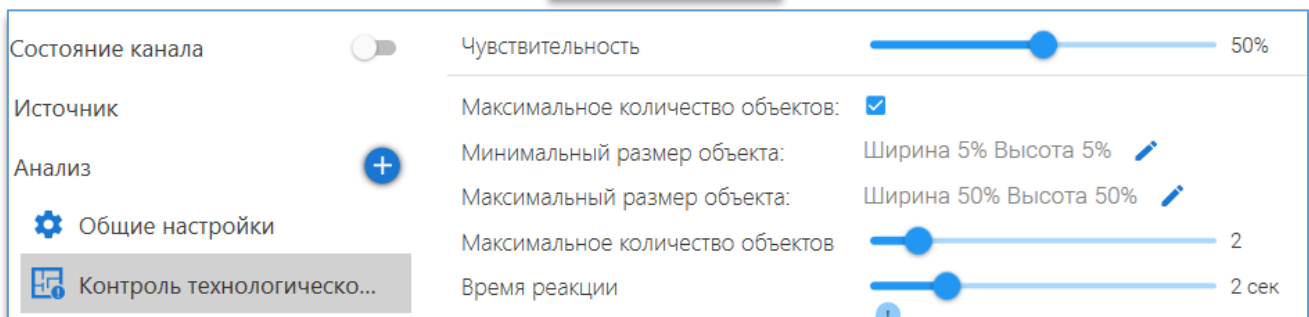 Состояние канала
Источник
Анализ
Общие настройки
Контроль технологическо...
Чувствительность 50%
Максимальное количество объектов:
Минимальный размер объекта: Ширина 5% Высота 5%
Максимальный размер объекта: Ширина 50% Высота 50%
Максимальное количество объектов 2
Время реакции 2 сек